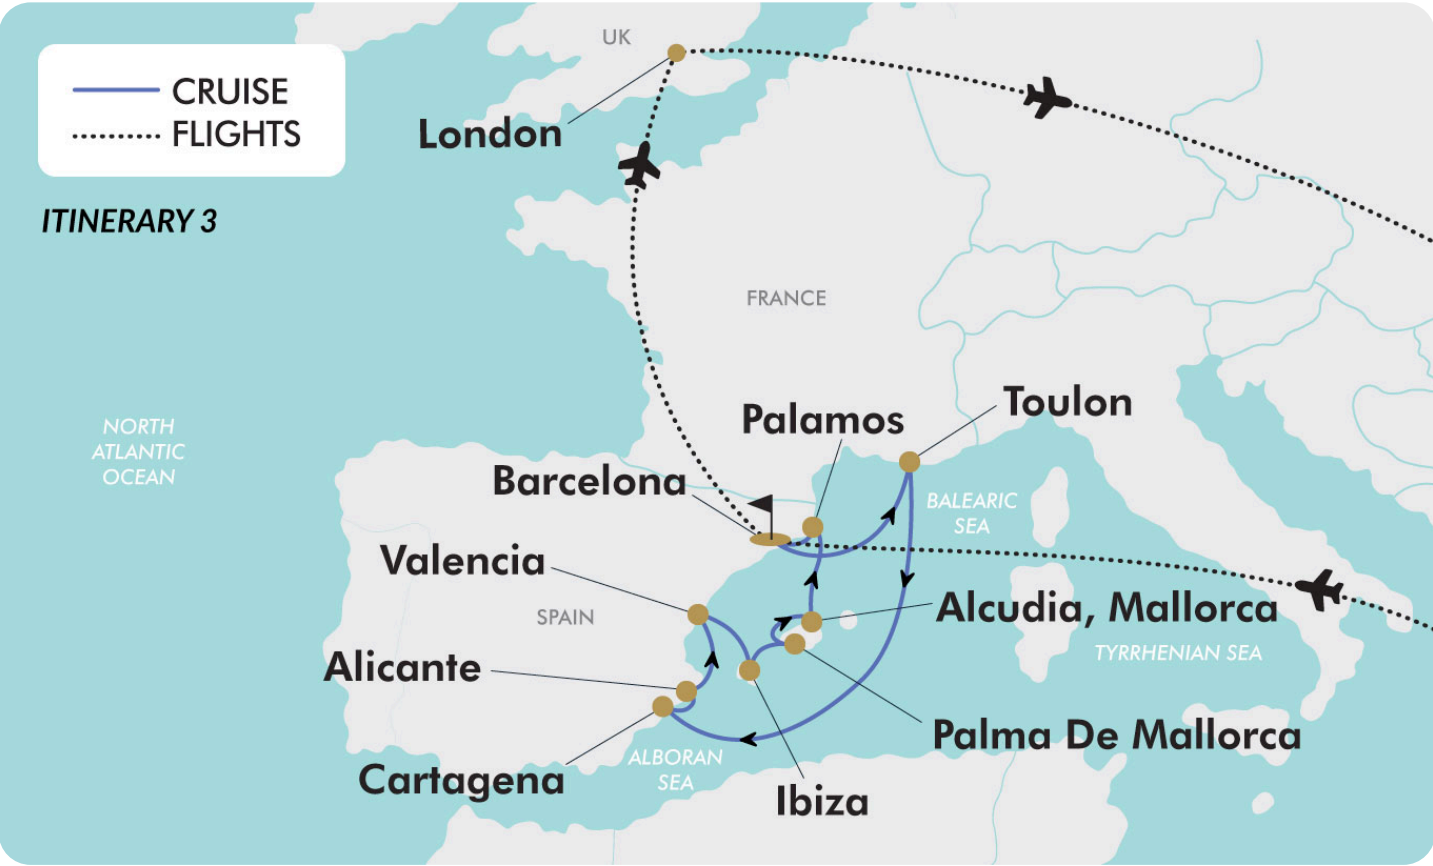 CRUISE
FLIGHTS
ITINERARY 3
UK
London
FRANCE
NORTH
ATLANTIC
OCEAN
Toulon
Palamos
Barcelona
BALEARIC
SEA
Valencia
SPAIN
Alcudia, Mallorca
TYRRHENIAN SEA
Alicante
Palma De Mallorca
Cartagena
ALBORAN
SEA
Ibiza